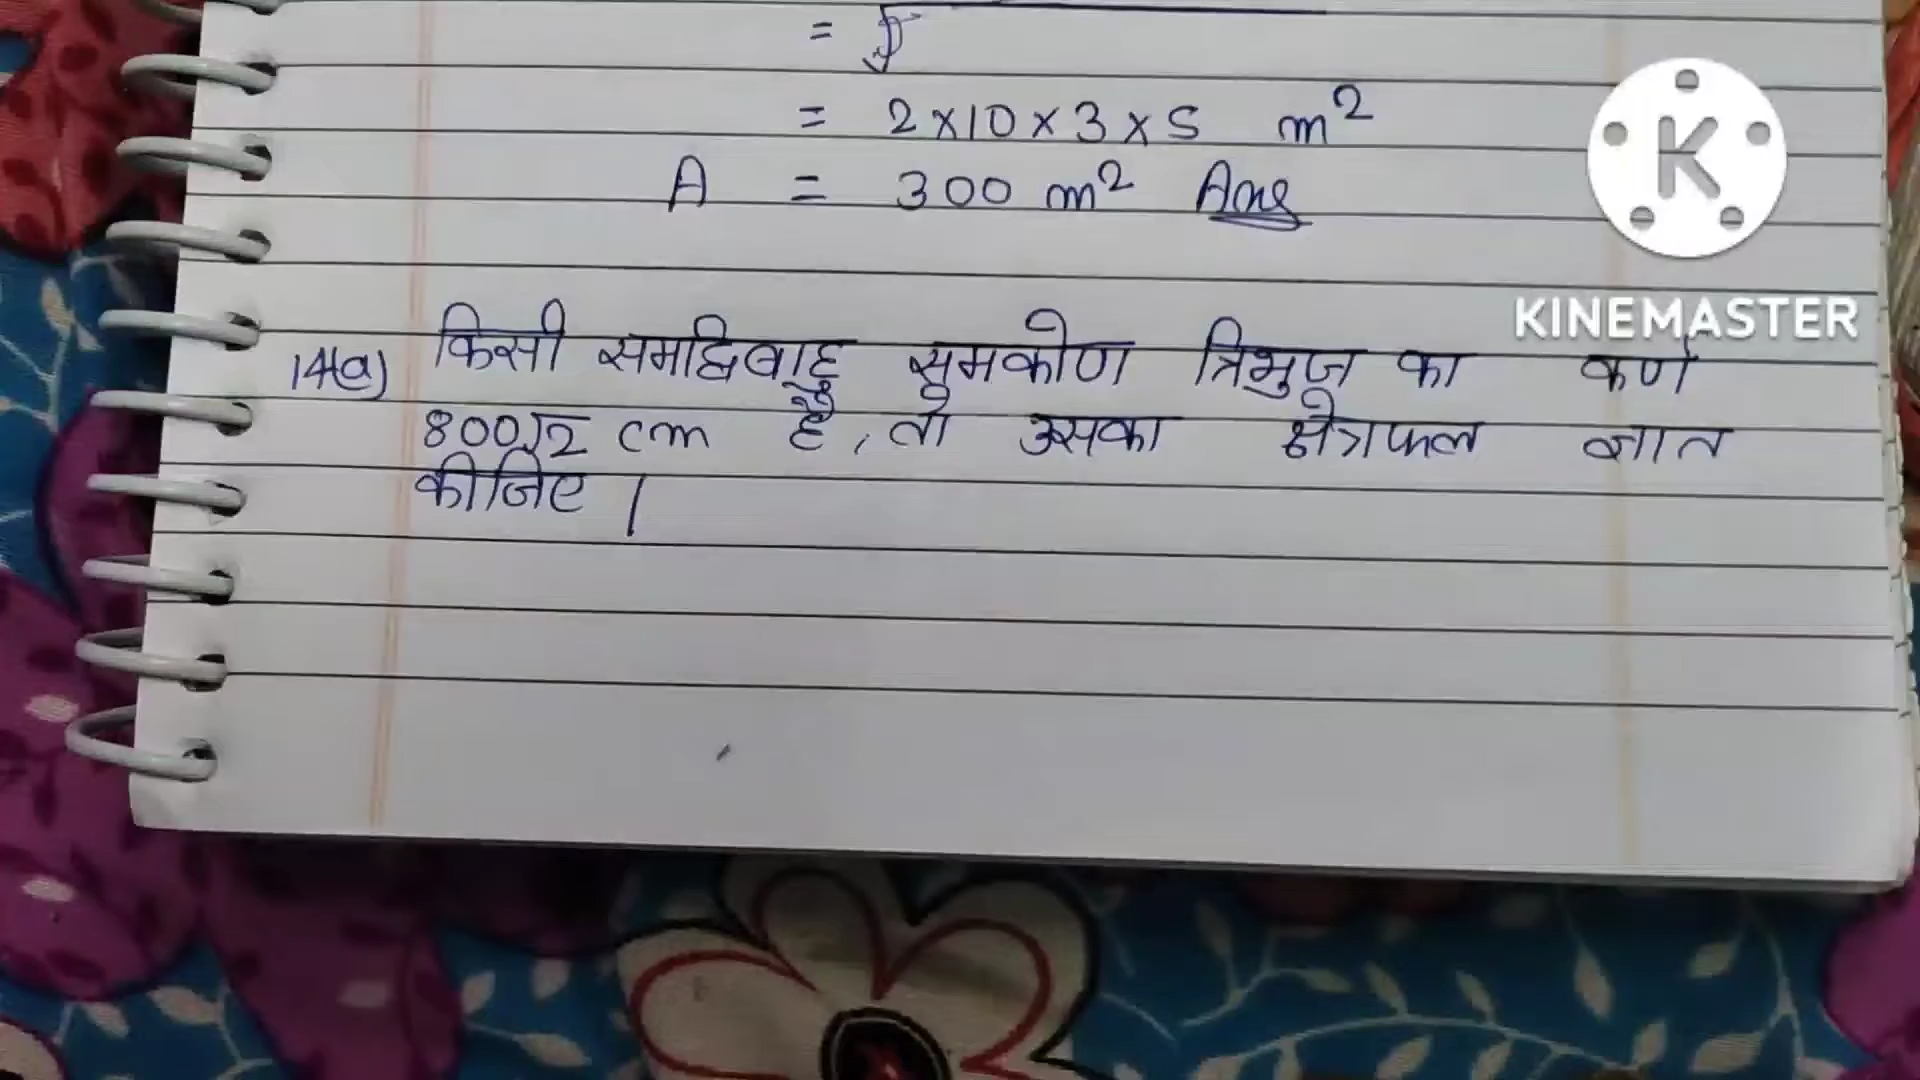 = √
= 2×10×3×5 m²
A = 300 m² Ans
K
KINEMASTER
14(a) किसी समद्विबाहु समकोण त्रिभुज का कर्ण
800√2 cm है, तो उसका क्षेत्रफल ज्ञात
कीजिए |